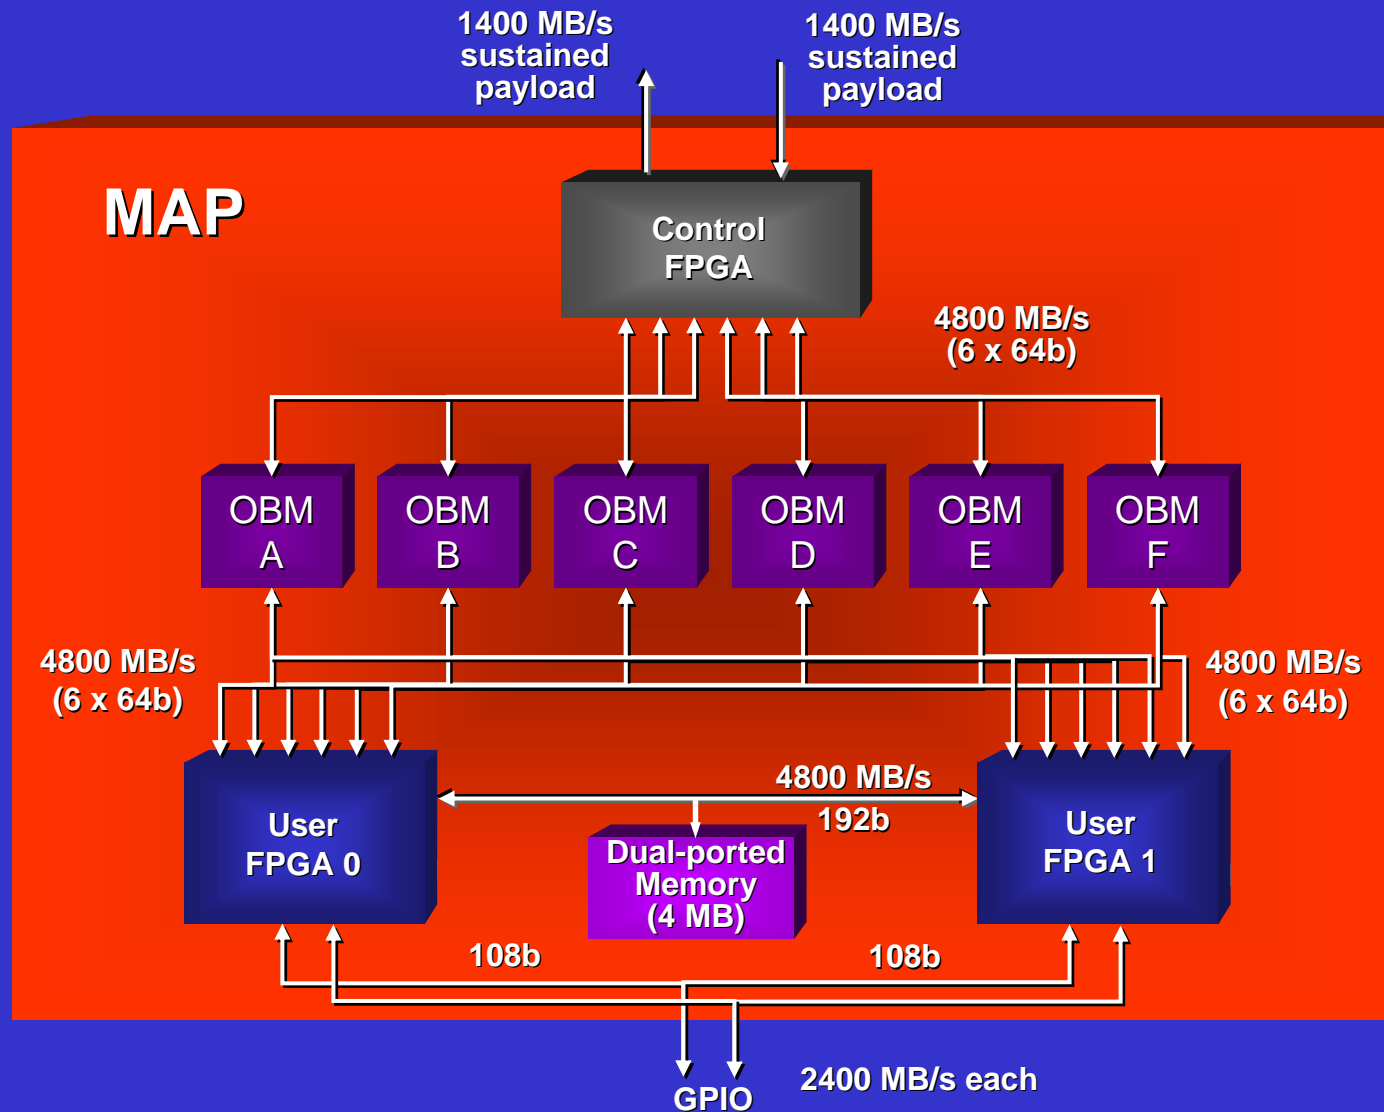 1400 MB/s
sustained
payload
1400 MB/s
sustained
payload
MAP
Control
FPGA
4800 MB/s
(6 x 64b)
OBM
A
OBM
B
OBM
C
OBM
D
OBM
E
OBM
F
4800 MB/s
(6 x 64b)
4800 MB/s
(6 x 64b)
User
FPGA 0
4800 MB/s
192b
Dual-ported
Memory
(4 MB)
User
FPGA 1
108b
108b
GPIO
2400 MB/s each